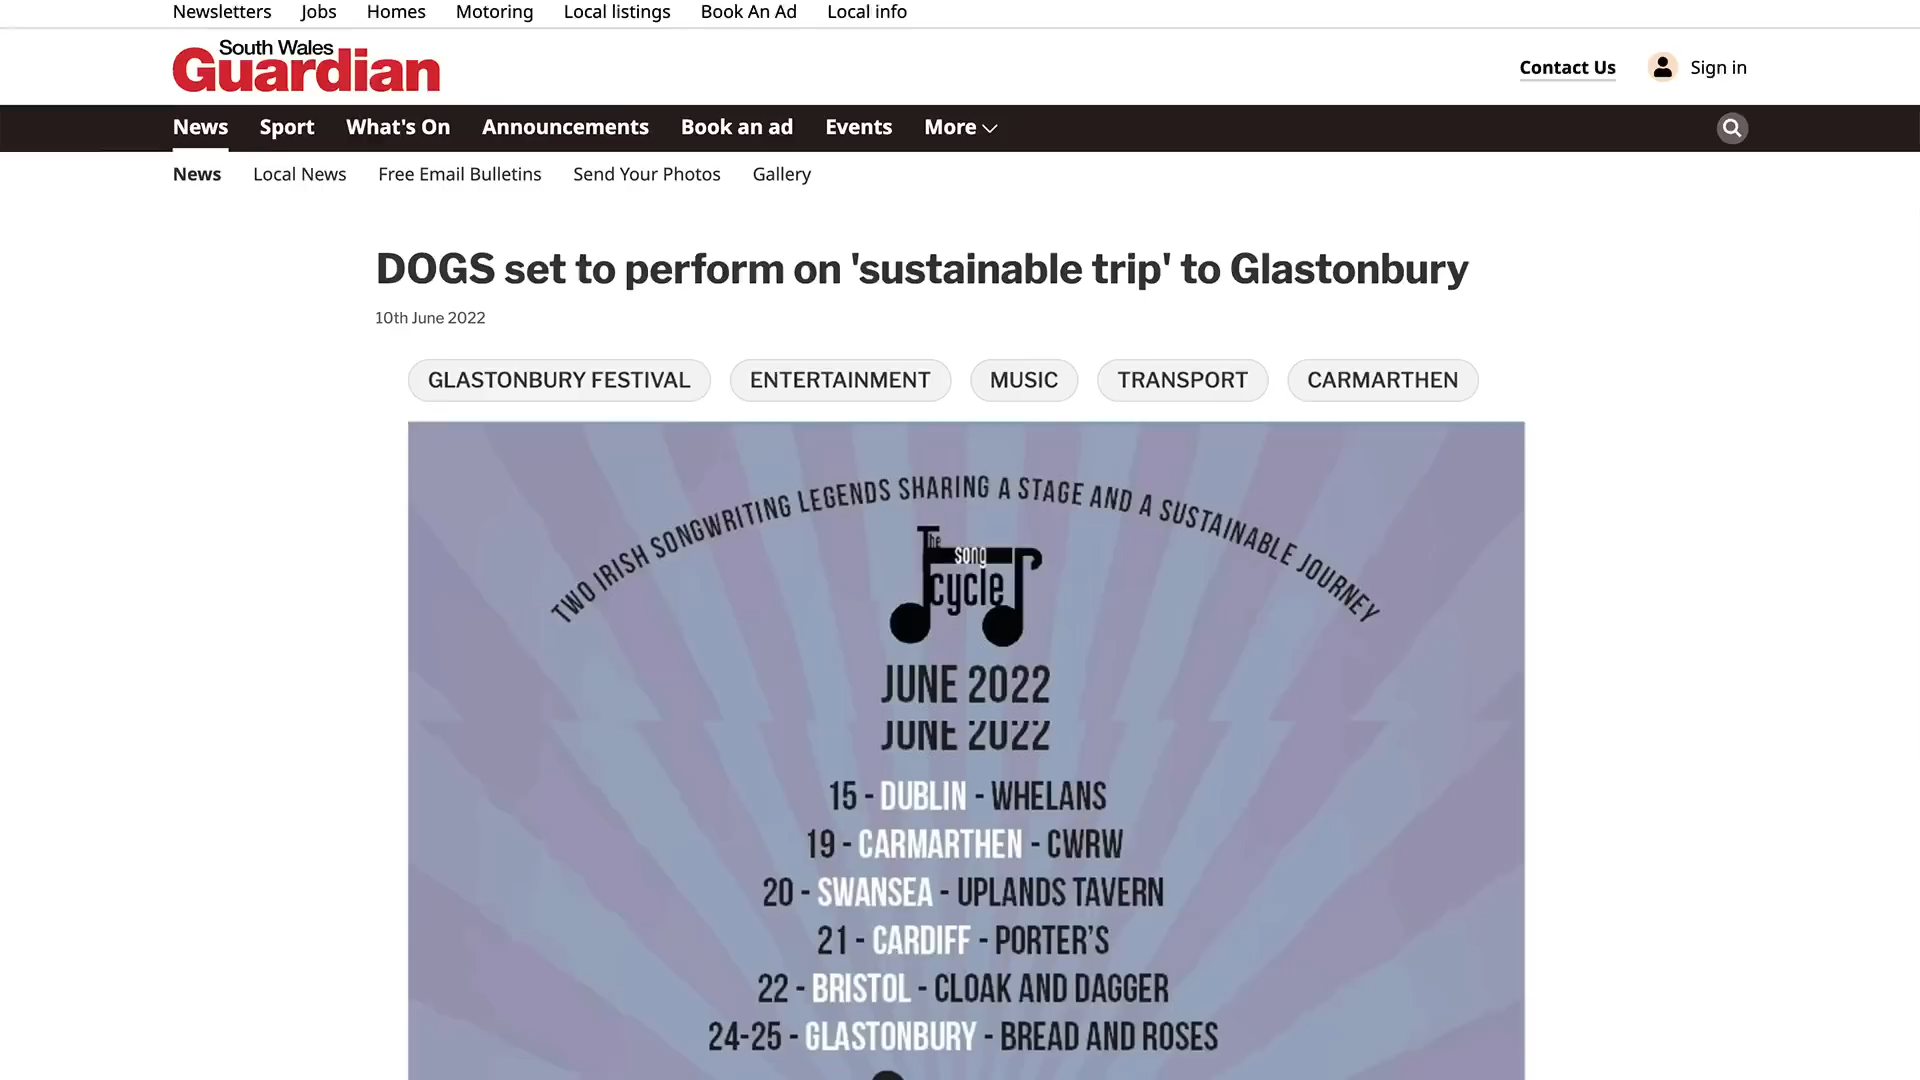 Newsletters Jobs Homes Motoring Local listings Book An Ad Local info
South Wales
Guardian
Contact Us Sign in
News Sport What's On Announcements Book an ad Events More
News Local News Free Email Bulletins Send Your Photos Gallery
DOGS set to perform on 'sustainable trip' to Glastonbury
10th June 2022
GLASTONBURY FESTIVAL ENTERTAINMENT MUSIC TRANSPORT CARMARTHEN
TWO IRISH SONGWRITING LEGENDS SHARING A STAGE AND A SUSTAINABLE JOURNEY
The
song
cycle
JUNE 2022
JUNE 2022
15 - DUBLIN - WHELANS
19 - CARMARTHEN - CWRW
20 - SWANSEA - UPLANDS TAVERN
21 - CARDIFF - PORTER'S
22 - BRISTOL - CLOAK AND DAGGER
24-25 - GLASTONBURY - BREAD AND ROSES